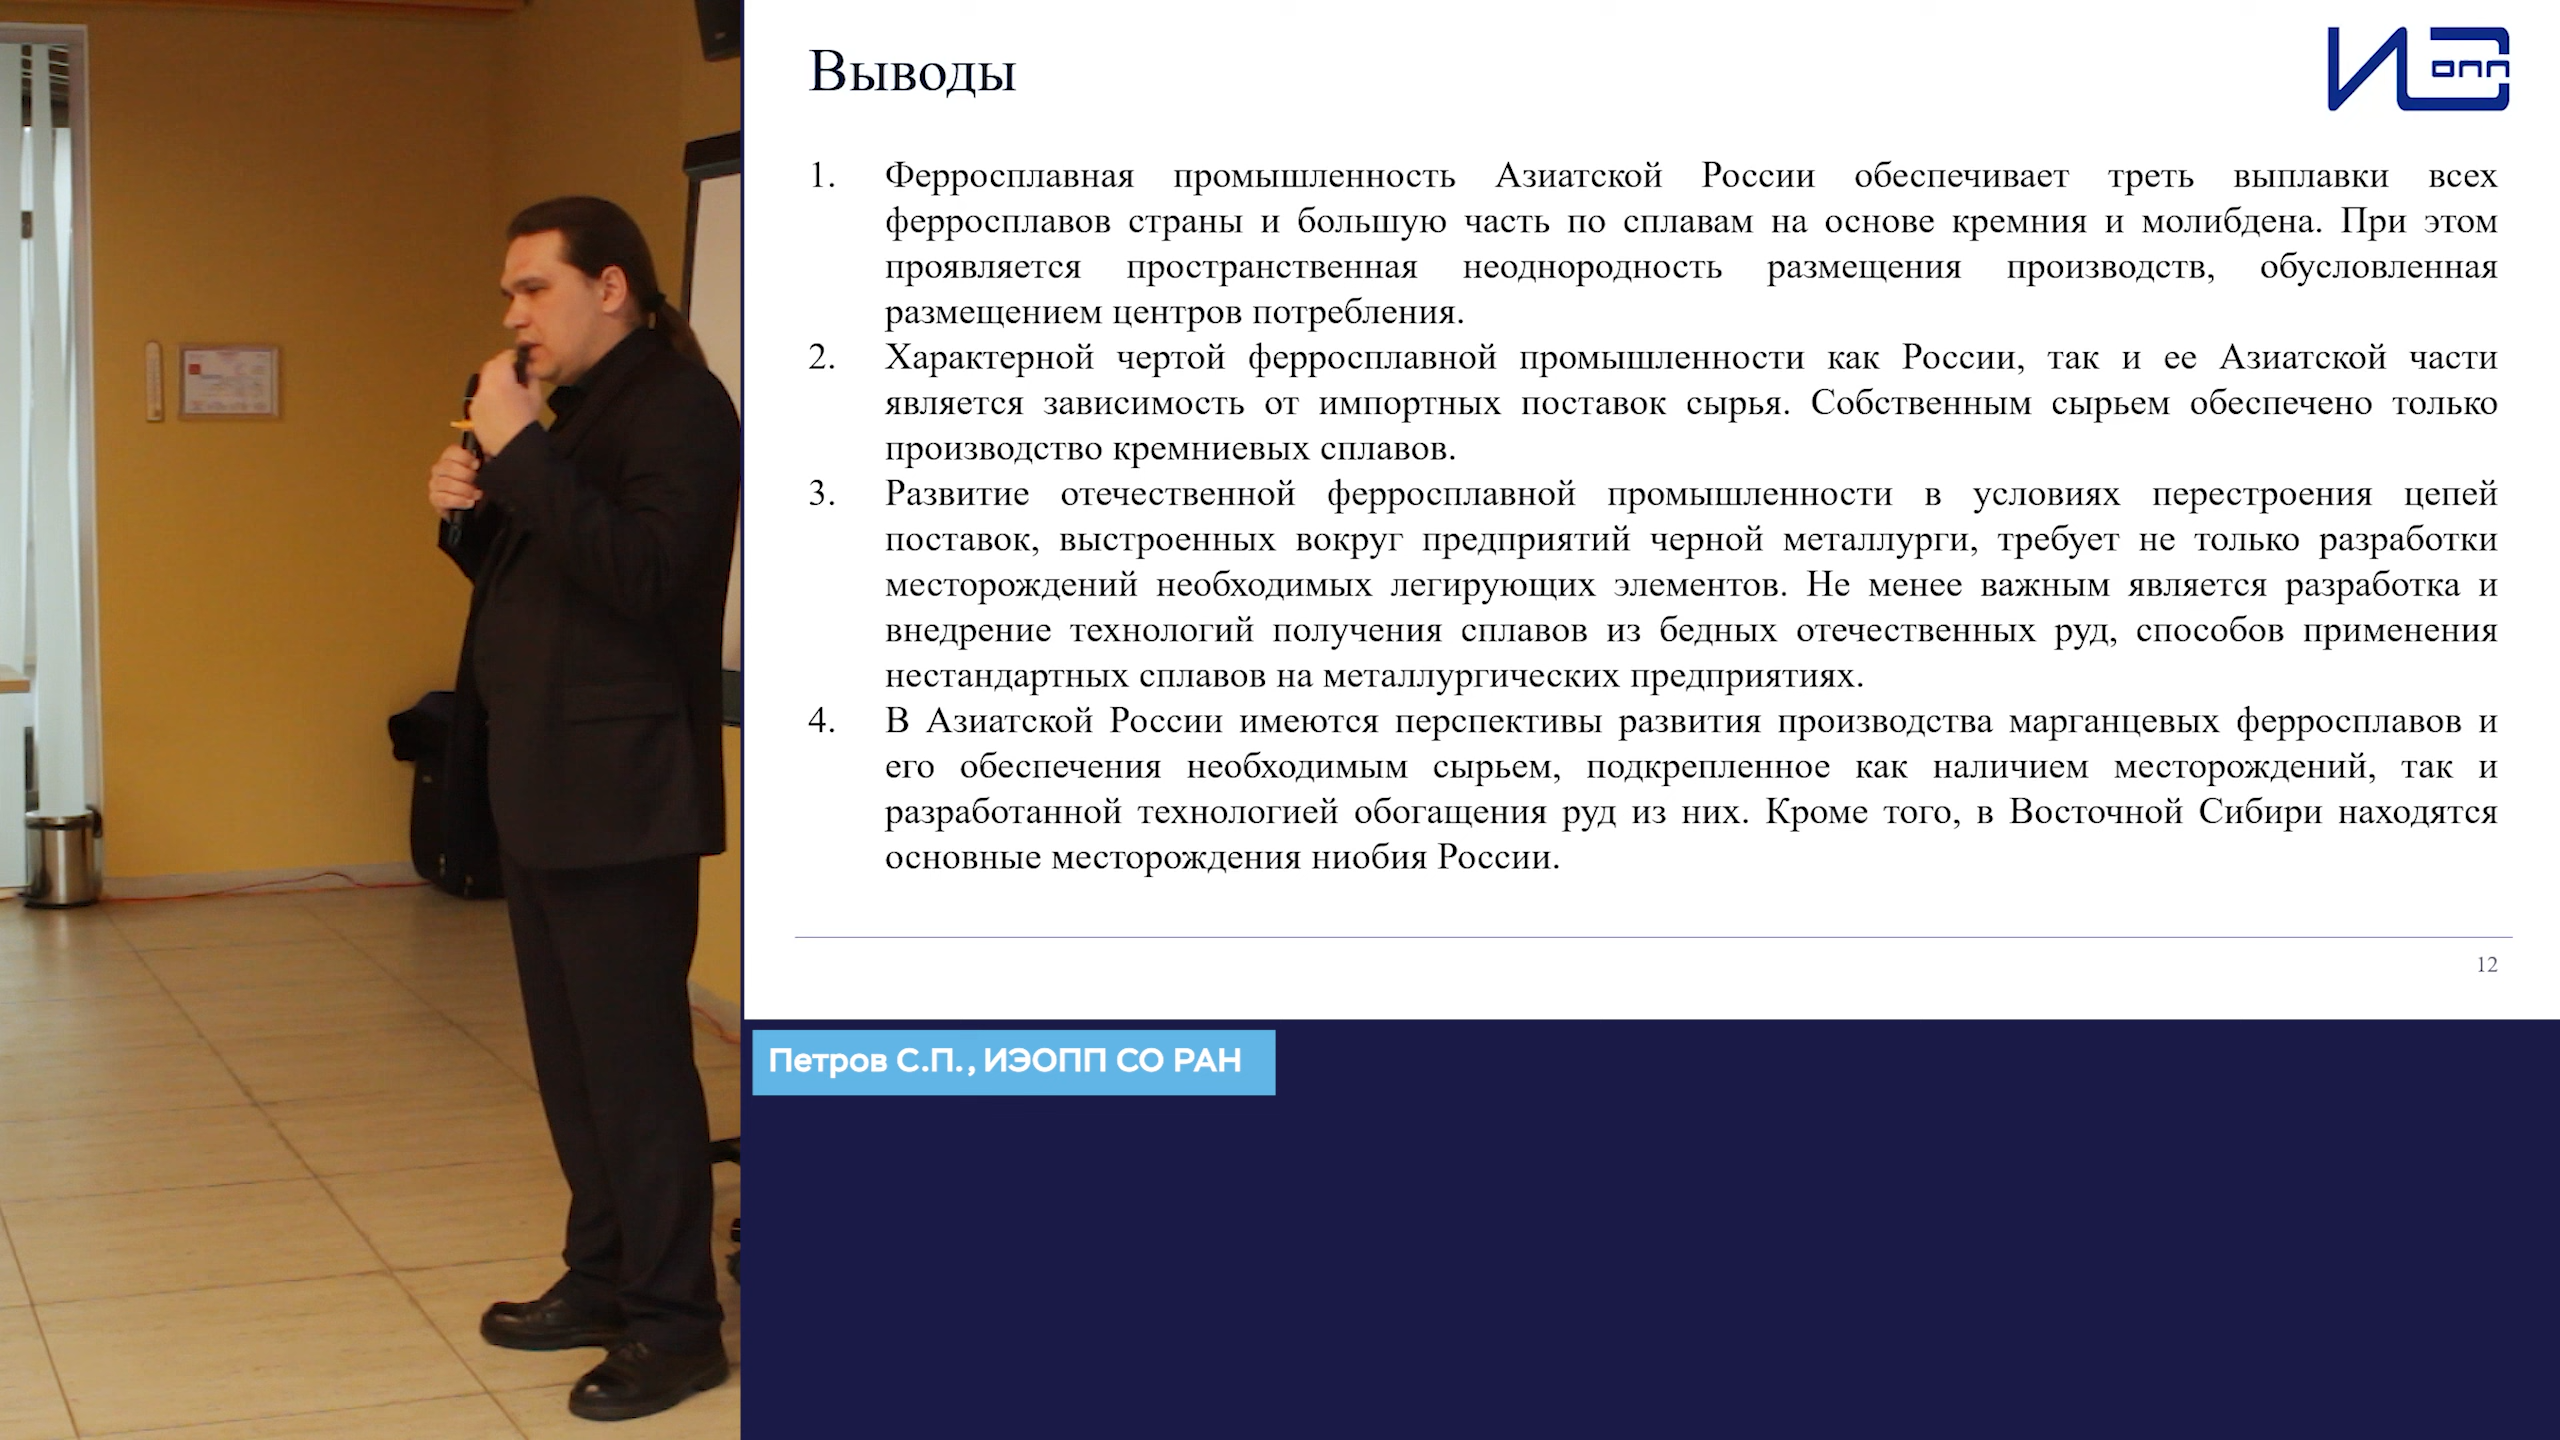 Выводы
ИЭ
опп
1. Ферросплавная промышленность Азиатской России обеспечивает треть выплавки всех
ферросплавов страны и большую часть по сплавам на основе кремния и молибдена. При этом
проявляется пространственная неоднородность размещения производств, обусловленная
размещением центров потребления.
2. Характерной чертой ферросплавной промышленности как России, так и ее Азиатской части
является зависимость от импортных поставок сырья. Собственным сырьем обеспечено только
производство кремниевых сплавов.
3. Развитие отечественной ферросплавной промышленности в условиях перестроения цепей
поставок, выстроенных вокруг предприятий черной металлурги, требует не только разработки
месторождений необходимых легирующих элементов. Не менее важным является разработка и
внедрение технологий получения сплавов из бедных отечественных руд, способов применения
нестандартных сплавов на металлургических предприятиях.
4. В Азиатской России имеются перспективы развития производства марганцевых ферросплавов и
его обеспечения необходимым сырьем, подкрепленное как наличием месторождений, так и
разработанной технологией обогащения руд из них. Кроме того, в Восточной Сибири находятся
основные месторождения ниобия России.
12
Петров С.П., ИЭОПП СО РАН